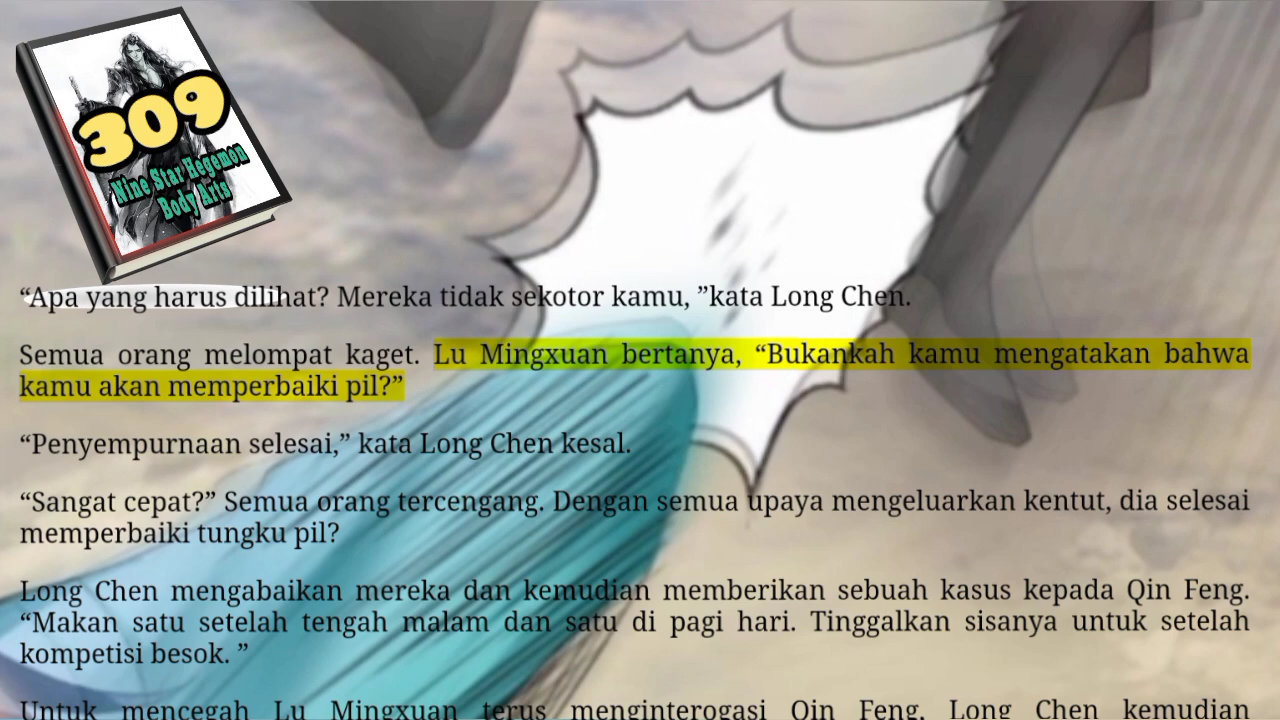 309
Nine Star Hegemon
Body Arts
“Apa yang harus dilihat? Mereka tidak sekotor kamu, ”kata Long Chen.
Semua orang melompat kaget. Lu Mingxuan bertanya, “Bukankah kamu mengatakan bahwa
kamu akan memperbaiki pil?”
“Penyempurnaan selesai,” kata Long Chen kesal.
“Sangat cepat?” Semua orang tercengang. Dengan semua upaya mengeluarkan kentut, dia selesai
memperbaiki tungku pil?
Long Chen mengabaikan mereka dan kemudian memberikan sebuah kasus kepada Qin Feng.
“Makan satu setelah tengah malam dan satu di pagi hari. Tinggalkan sisanya untuk setelah
kompetisi besok. ”
Untuk mencegah Lu Mingxuan terus menginterogasi Qin Feng, Long Chen kemudian